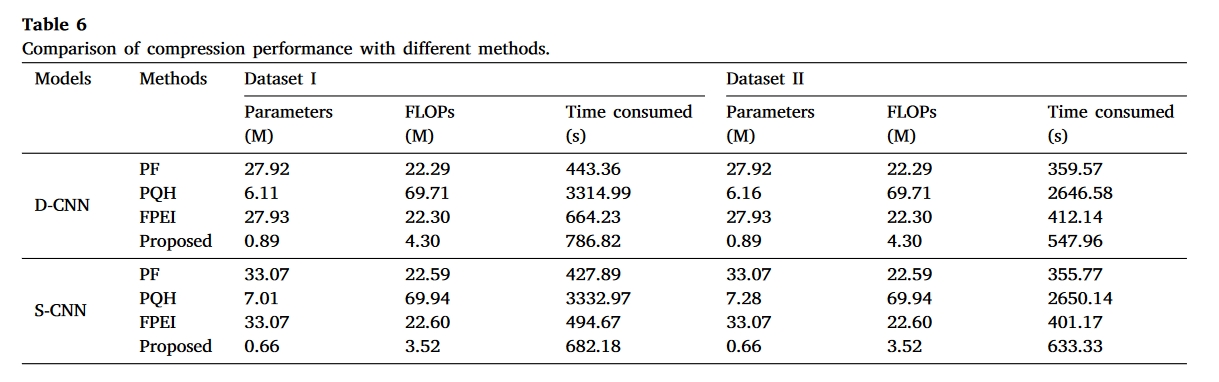 Table 6
Comparison of compression performance with different methods.
Models Methods Dataset I Dataset II
Parameters (M) FLOPs (M) Time consumed (s) Parameters (M) FLOPs (M) Time consumed (s)
D-CNN
PF 27.92 22.29 443.36 27.92 22.29 359.57
PQH 6.11 69.71 3314.99 6.16 69.71 2646.58
FPEI 27.93 22.30 664.23 27.93 22.30 412.14
Proposed 0.89 4.30 786.82 0.89 4.30 547.96
S-CNN
PF 33.07 22.59 427.89 33.07 22.59 355.77
PQH 7.01 69.94 3332.97 7.28 69.94 2650.14
FPEI 33.07 22.60 494.67 33.07 22.60 401.17
Proposed 0.66 3.52 682.18 0.66 3.52 633.33